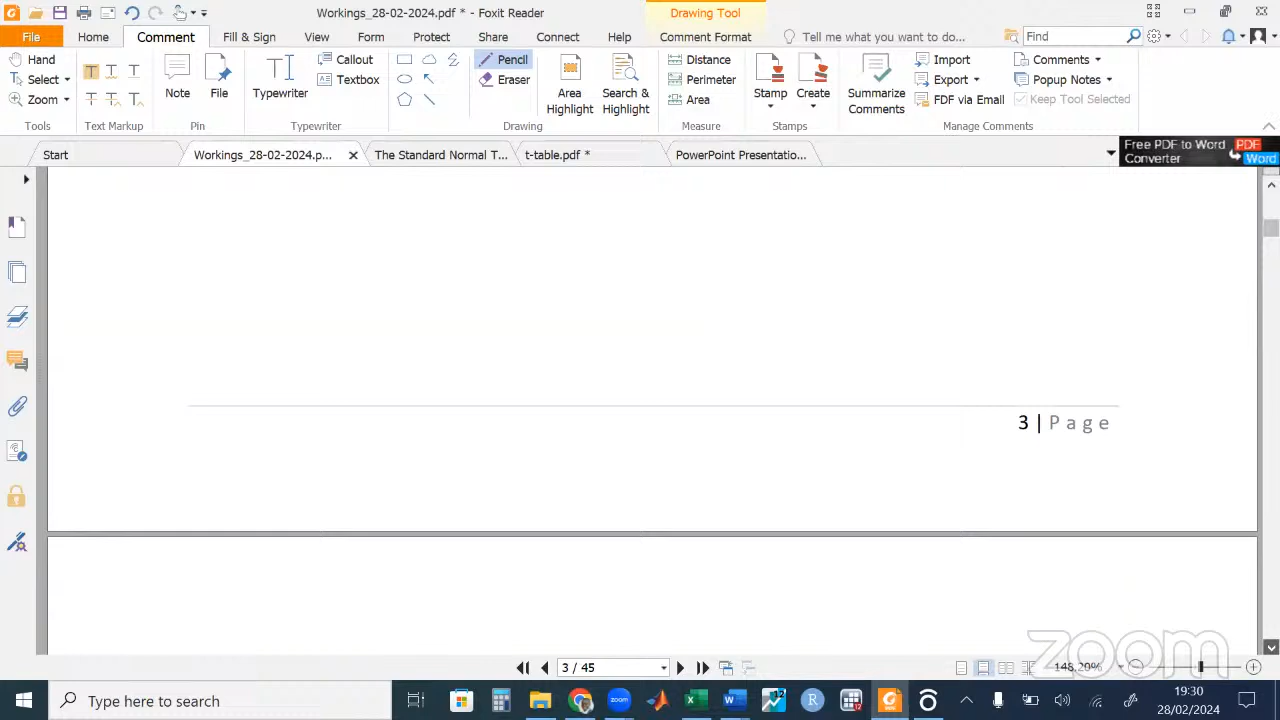 Workings_28-02-2024.pdf * - Foxit Reader
Drawing Tool
File Home Comment Fill & Sign View Form Protect Share Connect Help Comment Format Tell me what you want to do... Find
Hand
Select
Zoom
Tools
Text Markup
Note
File
Pin
Typewriter
Callout
Textbox
Typewriter
Pencil
Eraser
Area Highlight
Search & Highlight
Drawing
Distance
Perimeter
Area
Measure
Stamp
Create
Stamps
Summarize Comments
Import
Export
FDF via Email
Comments
Popup Notes
Keep Tool Selected
Manage Comments
Start
Workings_28-02-2024.p...
The Standard Normal T...
t-table.pdf *
PowerPoint Presentatio...
Free PDF to Word Converter
PDF
Word
3 | Page
zoom
3 / 45
148.20%
Type here to search
zoom
12
R
19:30
28/02/2024